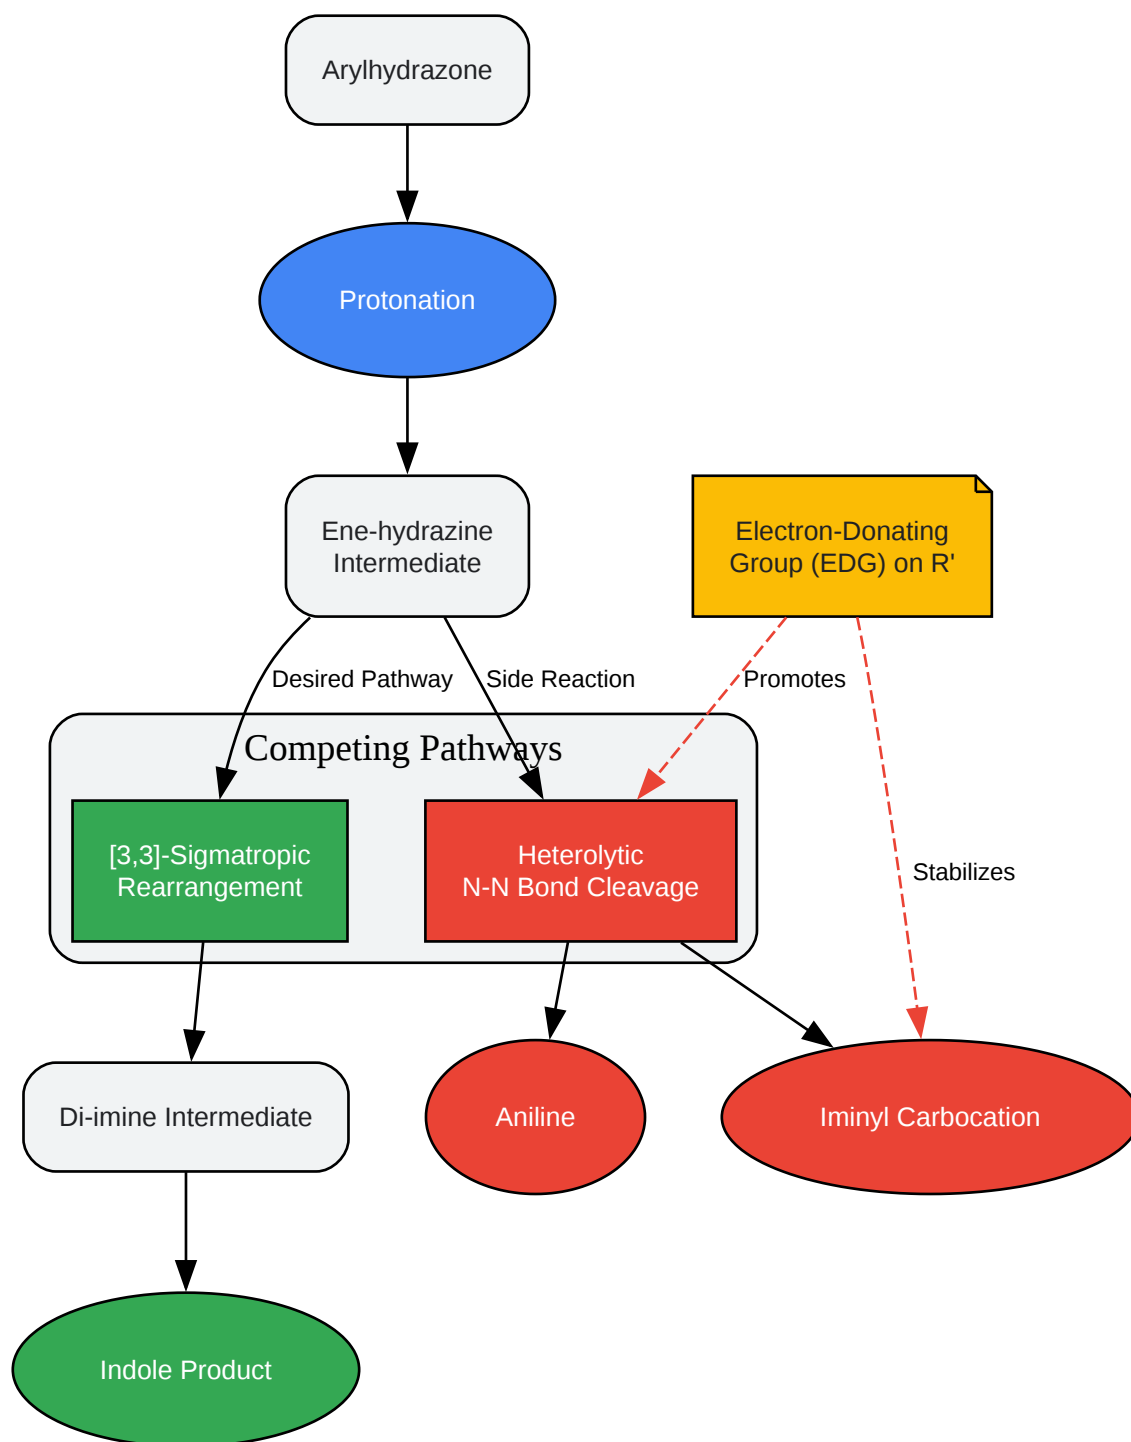 Arylhydrazone
Protonation
Ene-hydrazine
Intermediate
Electron-Donating
Group (EDG) on R'
Desired Pathway
Side Reaction
Promotes
Competing Pathways
[3,3]-Sigmatropic
Rearrangement
Heterolytic
N-N Bond Cleavage
Stabilizes
Di-imine Intermediate
Aniline
Iminyl Carbocation
Indole Product